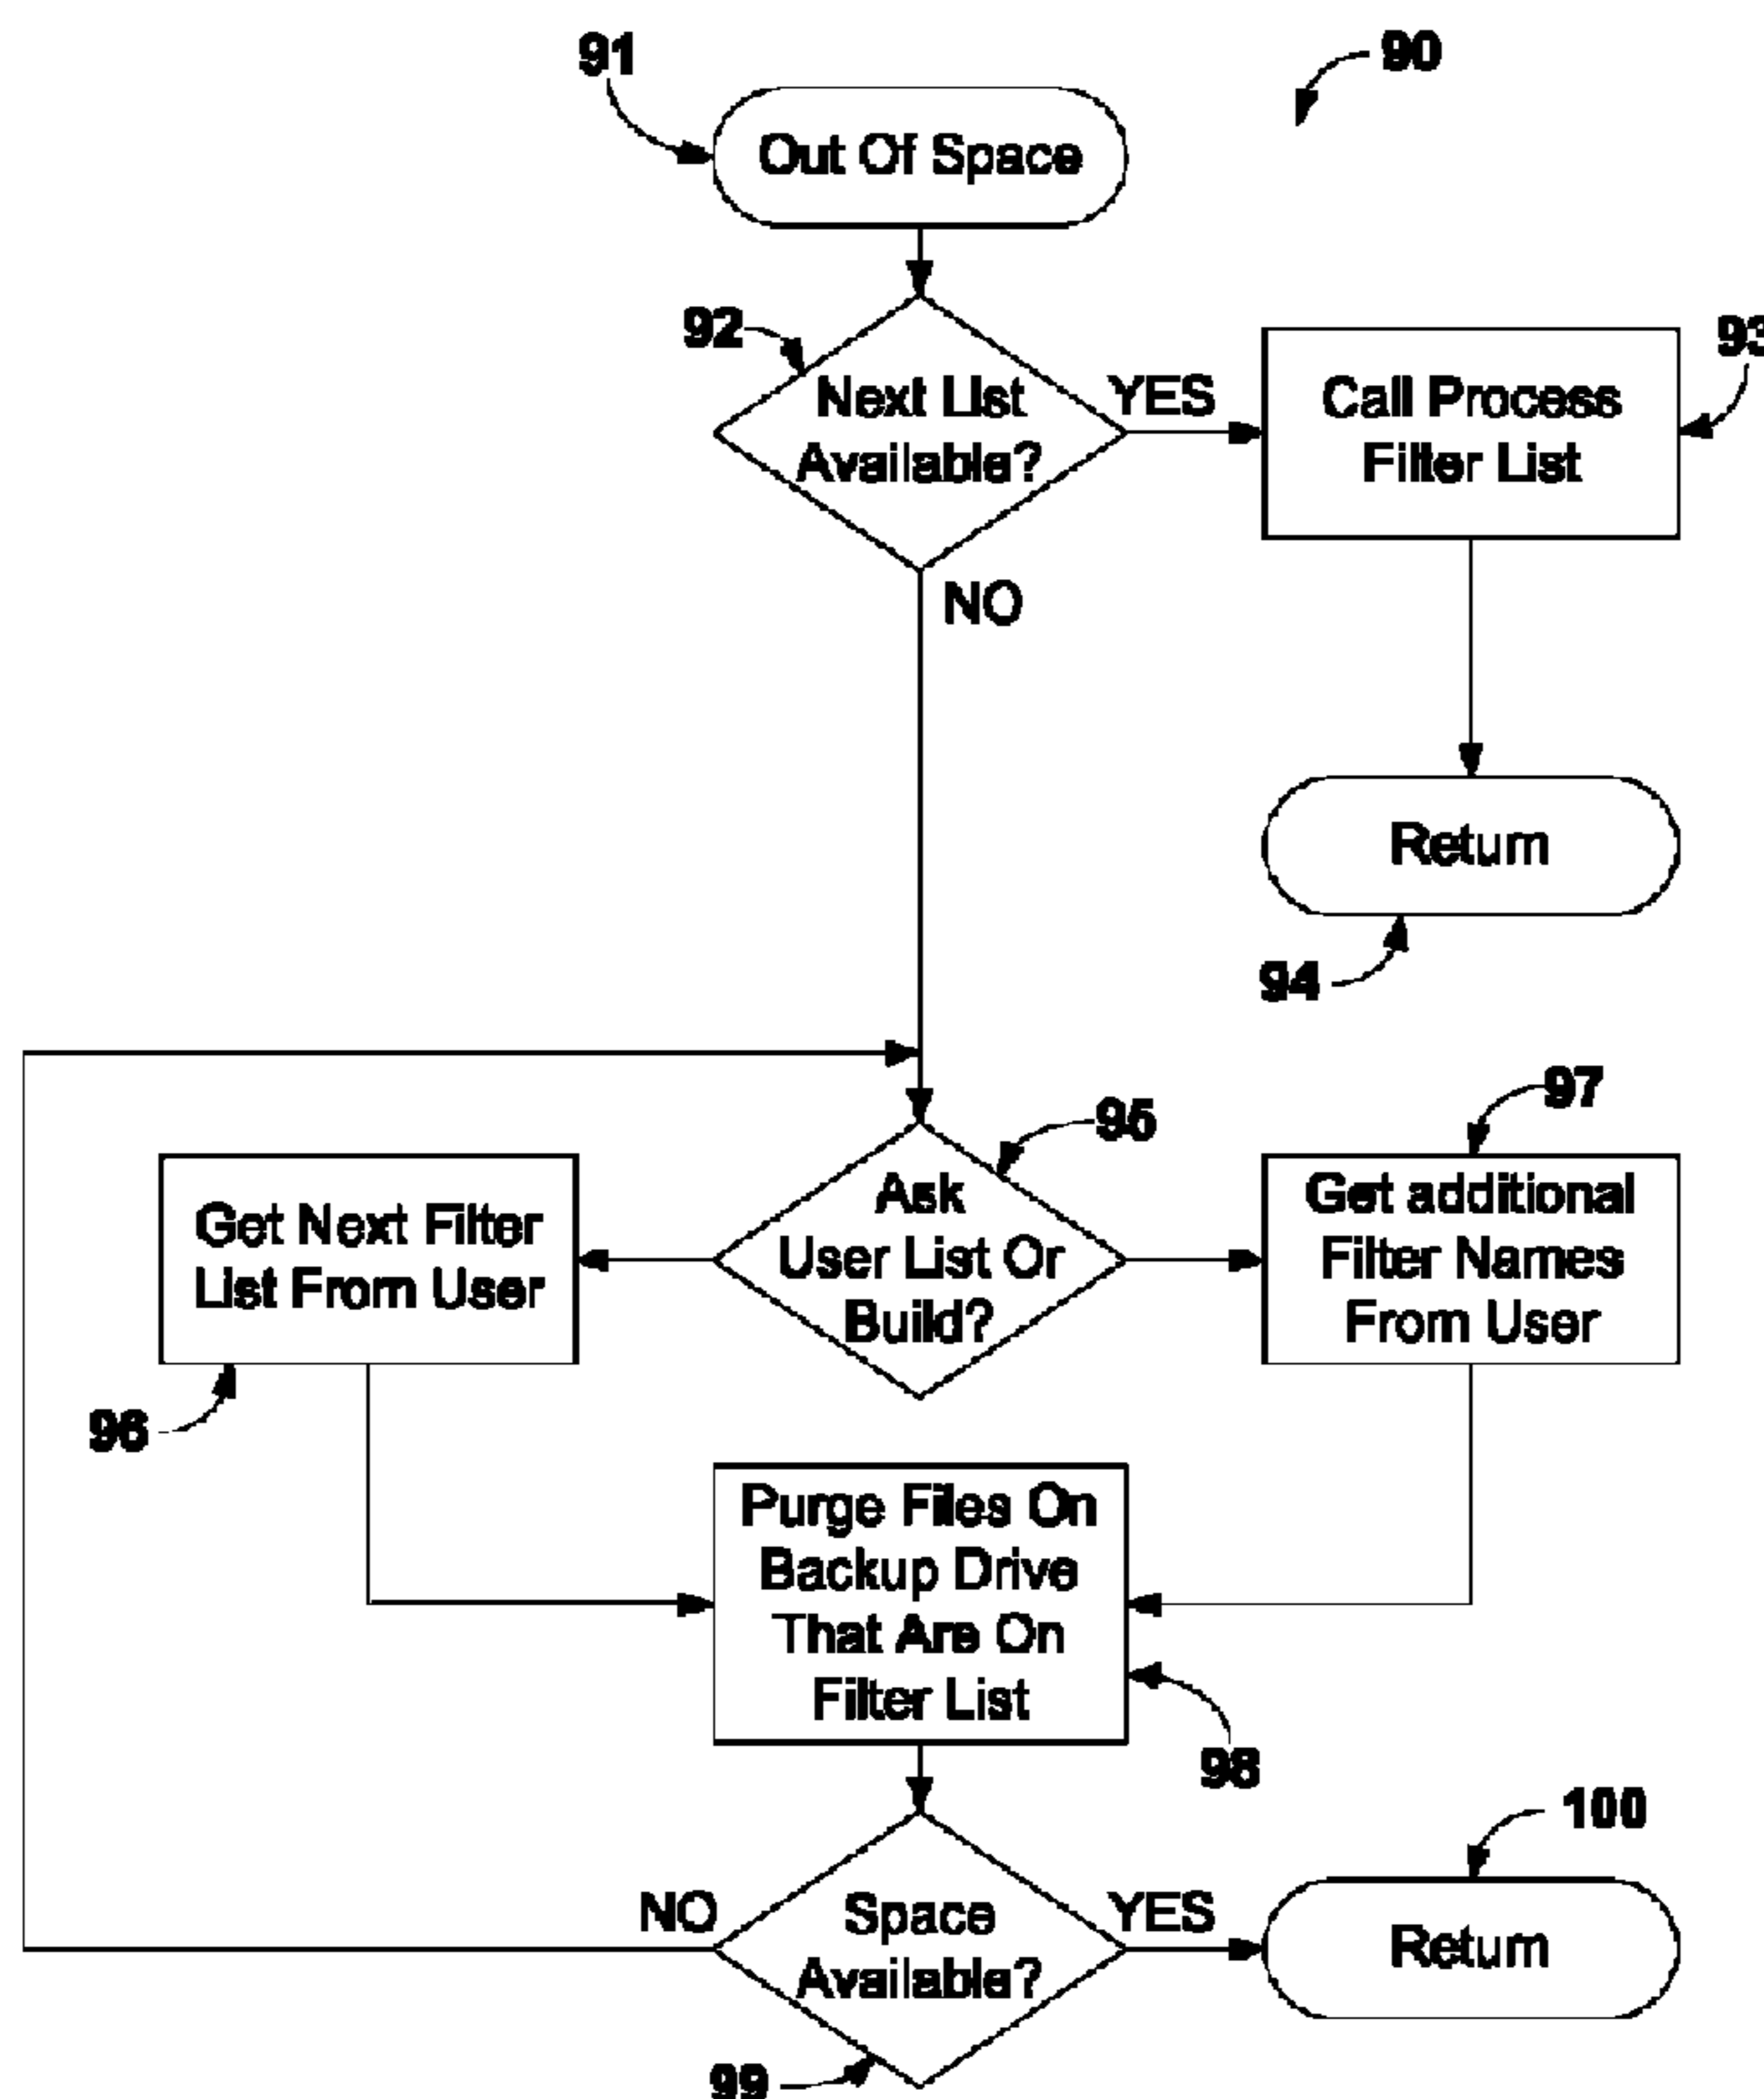 91
90
Out Of Space
92
Next List
Available?
YES
Call Process
Filter List
93
NO
Return
94
95
97
Get Next Filter
List From User
Ask
User List Or
Build?
Get additional
Filter Names
From User
96
Purge Files On
Backup Drive
That Are On
Filter List
98
100
NO
Space
Available?
YES
Return
99